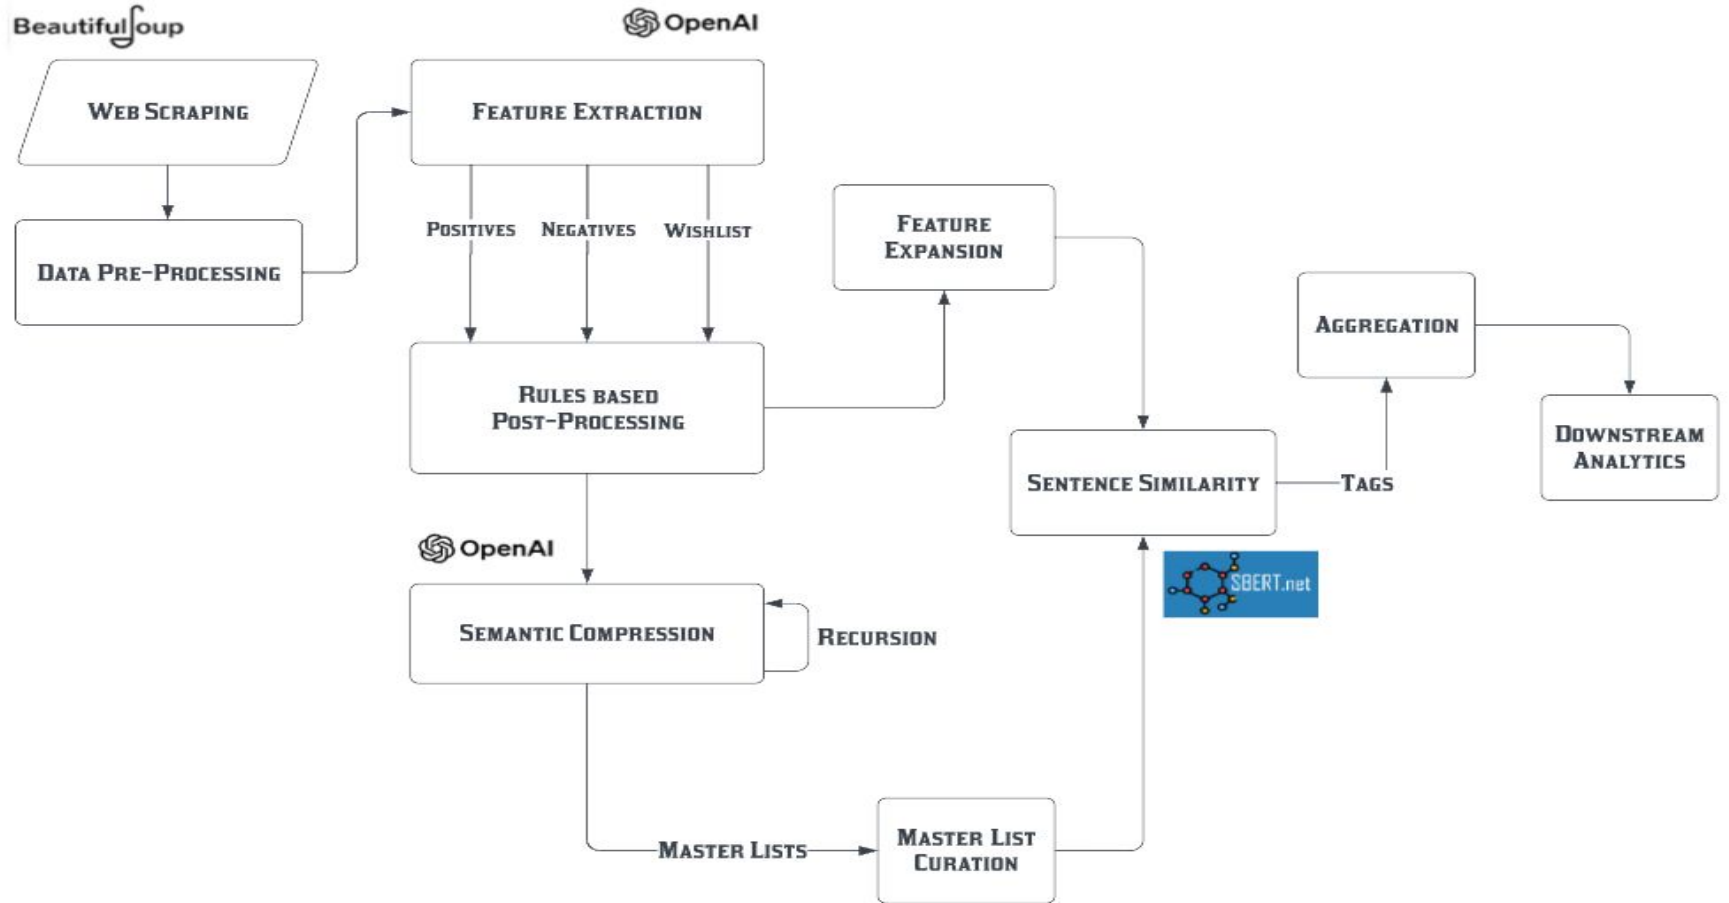 BeautifulSoup
OpenAI
WEB SCRAPING
FEATURE EXTRACTION
POSITIVES
NEGATIVES
WISHLIST
DATA PRE-PROCESSING
FEATURE
EXPANSION
RULES BASED
POST-PROCESSING
AGGREGATION
DOWNSTREAM
ANALYTICS
SENTENCE SIMILARITY
TAGS
OpenAI
SBERT.net
SEMANTIC COMPRESSION
RECURSION
MASTER LISTS
MASTER LIST
CURATION